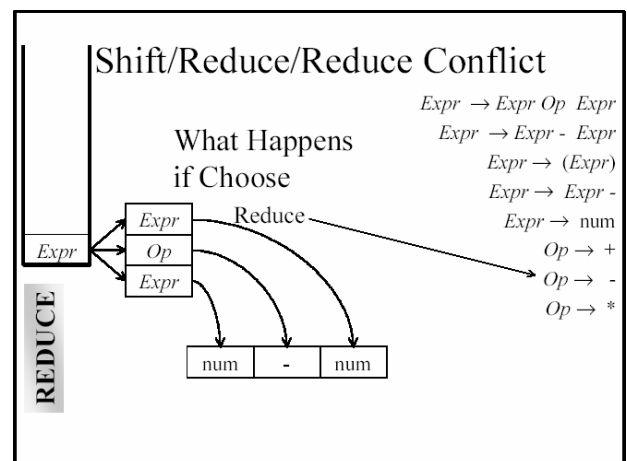 Shift/Reduce/Reduce Conflict
Expr → Expr Op Expr
Expr → Expr - Expr
Expr → (Expr)
Expr → Expr -
Expr → num
Op → +
Op → -
Op → *
What Happens
if Choose
Reduce
Expr
Expr
Op
Expr
num
-
num
REDUCE